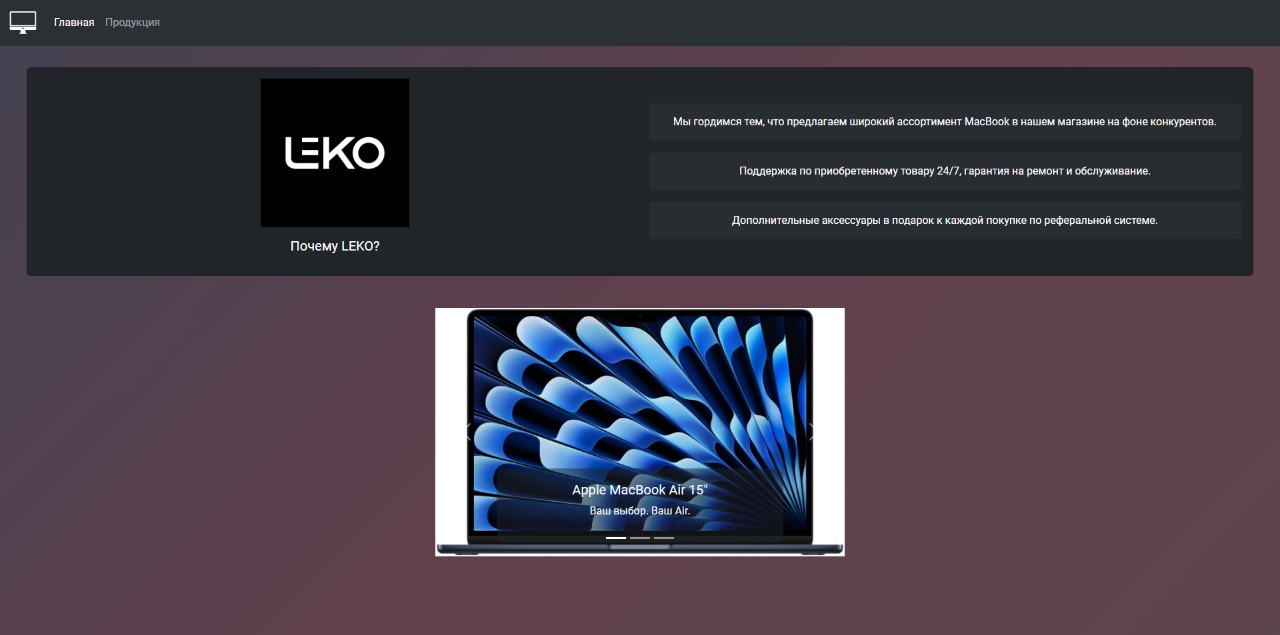 Главная Продукция
LEKO
Почему LEKO?
Мы гордимся тем, что предлагаем широкий ассортимент MacBook в нашем магазине на фоне конкурентов.
Поддержка по приобретенному товару 24/7, гарантия на ремонт и обслуживание.
Дополнительные аксессуары в подарок к каждой покупке по реферальной системе.
Apple MacBook Air 15"
Ваш выбор. Ваш Air.